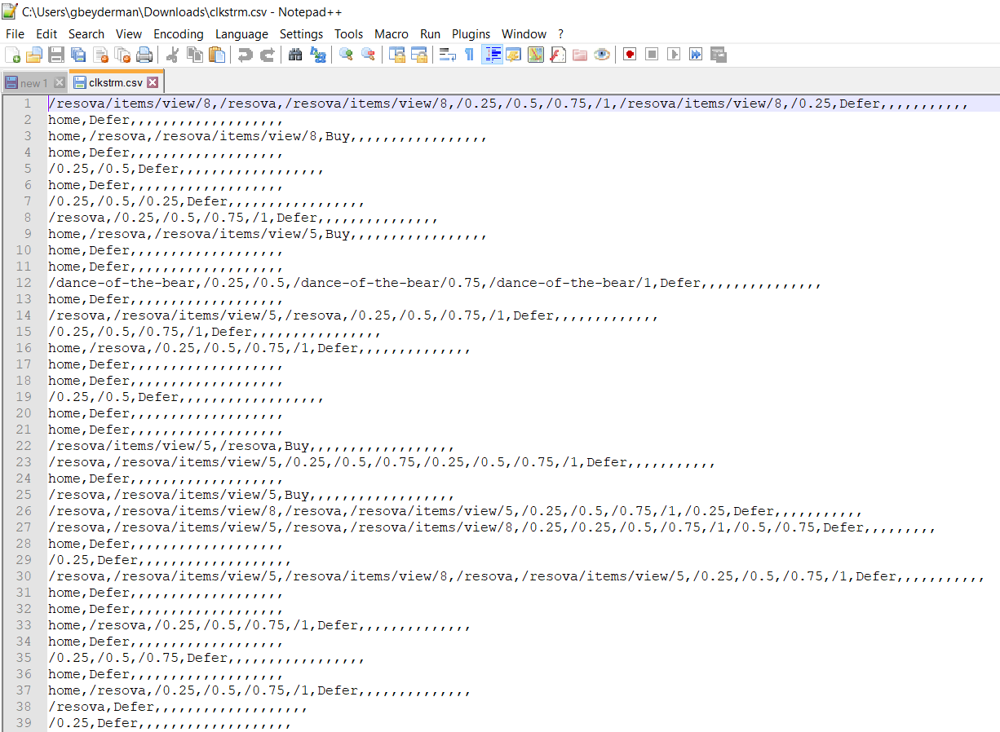 C:\Users\gbeyderman\Downloads\clkstrm.csv - Notepad++
File Edit Search View Encoding Language Settings Tools Macro Run Plugins Window ?
new 1 clkstrm.csv
1 /resova/items/view/8,/resova,/resova/items/view/8,/0.25,/0.5,/0.75,/1,/resova/items/view/8,/0.25,Defer,,,,,,,,,,,
2 home,Defer,,,,,,,,,,,,,,,,,,,
3 home,/resova,/resova/items/view/8,Buy,,,,,,,,,,,,,,,,,
4 home,Defer,,,,,,,,,,,,,,,,,,,
5 /0.25,/0.5,Defer,,,,,,,,,,,,,,,,,,
6 home,Defer,,,,,,,,,,,,,,,,,,,
7 /0.25,/0.5,/0.25,Defer,,,,,,,,,,,,,,,,,
8 /resova,/0.25,/0.5,/0.75,/1,Defer,,,,,,,,,,,,,,,
9 home,/resova,/resova/items/view/5,Buy,,,,,,,,,,,,,,,,,
10 home,Defer,,,,,,,,,,,,,,,,,,,
11 home,Defer,,,,,,,,,,,,,,,,,,,
12 /dance-of-the-bear,/0.25,/0.5,/dance-of-the-bear/0.75,/dance-of-the-bear/1,Defer,,,,,,,,,,,,,,,
13 home,Defer,,,,,,,,,,,,,,,,,,,
14 /resova,/resova/items/view/5,/resova,/0.25,/0.5,/0.75,/1,Defer,,,,,,,,,,,,,
15 /0.25,/0.5,/0.75,/1,Defer,,,,,,,,,,,,,,,,
16 home,/resova,/0.25,/0.5,/0.75,/1,Defer,,,,,,,,,,,,,,
17 home,Defer,,,,,,,,,,,,,,,,,,,
18 home,Defer,,,,,,,,,,,,,,,,,,,
19 /0.25,/0.5,Defer,,,,,,,,,,,,,,,,,,
20 home,Defer,,,,,,,,,,,,,,,,,,,
21 home,Defer,,,,,,,,,,,,,,,,,,,
22 /resova/items/view/5,/resova,Buy,,,,,,,,,,,,,,,,,,
23 /resova,/resova/items/view/5,/0.25,/0.5,/0.75,/0.25,/0.5,/0.75,/1,Defer,,,,,,,,,,,
24 home,Defer,,,,,,,,,,,,,,,,,,,
25 /resova,/resova/items/view/5,Buy,,,,,,,,,,,,,,,,,,
26 /resova,/resova/items/view/8,/resova,/resova/items/view/5,/0.25,/0.5,/0.75,/1,/0.25,Defer,,,,,,,,,,,
27 /resova,/resova/items/view/5,/resova,/resova/items/view/8,/0.25,/0.25,/0.5,/0.75,/1,/0.5,/0.75,Defer,,,,,,,,,
28 home,Defer,,,,,,,,,,,,,,,,,,,
29 /0.25,Defer,,,,,,,,,,,,,,,,,,,
30 /resova,/resova/items/view/5,/resova/items/view/8,/resova,/resova/items/view/5,/0.25,/0.5,/0.75,/1,Defer,,,,,,,,,,,
31 home,Defer,,,,,,,,,,,,,,,,,,,
32 home,Defer,,,,,,,,,,,,,,,,,,,
33 home,/resova,/0.25,/0.5,/0.75,/1,Defer,,,,,,,,,,,,,,
34 home,Defer,,,,,,,,,,,,,,,,,,,
35 /0.25,/0.5,/0.75,Defer,,,,,,,,,,,,,,,,,
36 home,Defer,,,,,,,,,,,,,,,,,,,
37 home,/resova,/0.25,/0.5,/0.75,/1,Defer,,,,,,,,,,,,,,
38 /resova,Defer,,,,,,,,,,,,,,,,,,,
39 /0.25,Defer,,,,,,,,,,,,,,,,,,,